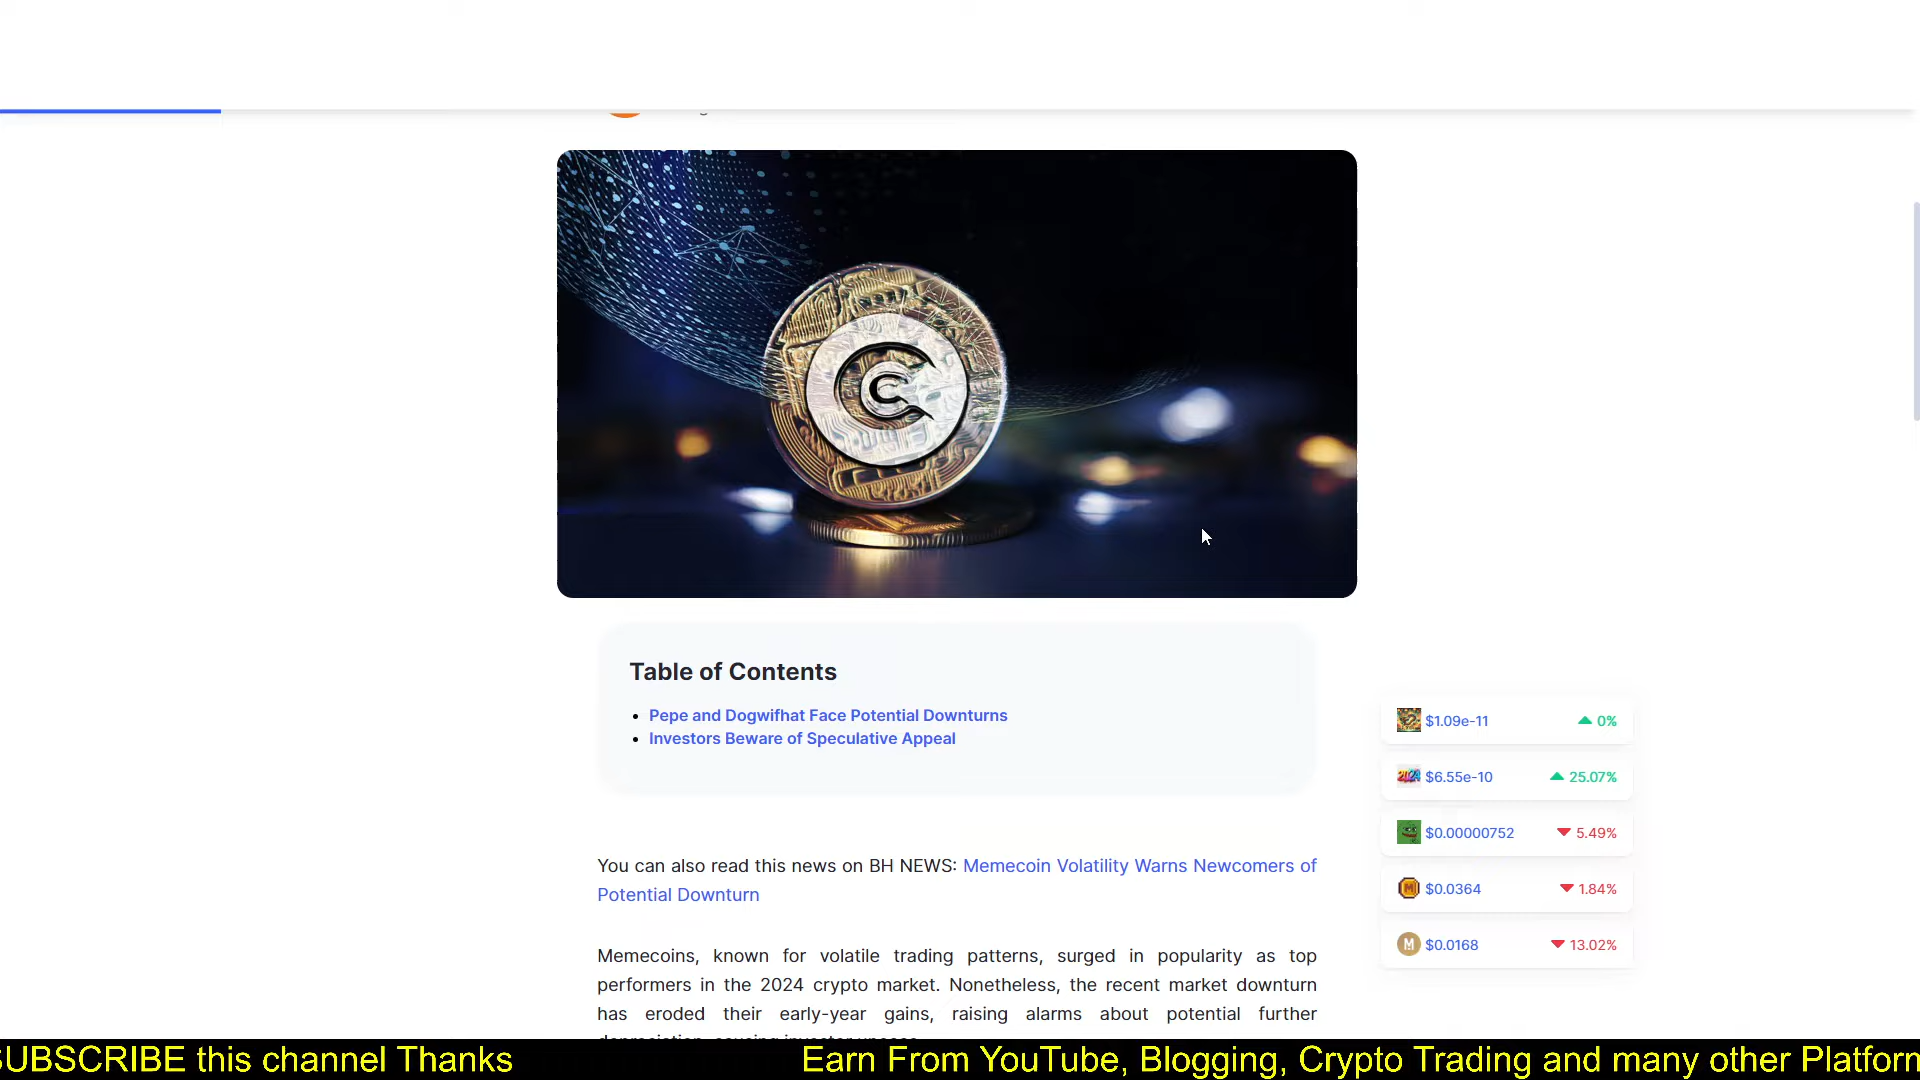 Table of Contents
Pepe and Dogwifhat Face Potential Downturns
Investors Beware of Speculative Appeal
$1.09e-11 0%
$6.55e-10 25.07%
$0.00000752 5.49%
$0.0364 1.84%
$0.0168 13.02%
You can also read this news on BH NEWS: Memecoin Volatility Warns Newcomers of
Potential Downturn
Memecoins, known for volatile trading patterns, surged in popularity as top
performers in the 2024 crypto market. Nonetheless, the recent market downturn
has eroded their early-year gains, raising alarms about potential further
UBSCRIBE this channel Thanks
Earn From YouTube, Blogging, Crypto Trading and many other Platforn